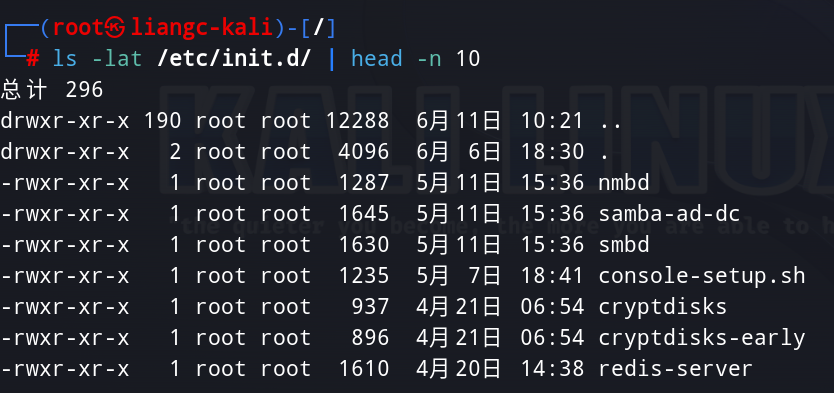 ┌──(root㉿liangc-kali)-[/]
└─# ls -lat /etc/init.d/ | head -n 10
总计 296
drwxr-xr-x 190 root root 12288  6月11日 10:21 ..
drwxr-xr-x   2 root root  4096  6月 6日 18:30 .
-rwxr-xr-x   1 root root  1287  5月11日 15:36 nmbd
-rwxr-xr-x   1 root root  1645  5月11日 15:36 samba-ad-dc
-rwxr-xr-x   1 root root  1630  5月11日 15:36 smbd
-rwxr-xr-x   1 root root  1235  5月 7日 18:41 console-setup.sh
-rwxr-xr-x   1 root root   937  4月21日 06:54 cryptdisks
-rwxr-xr-x   1 root root   896  4月21日 06:54 cryptdisks-early
-rwxr-xr-x   1 root root  1610  4月20日 14:38 redis-server
KALI LINUX
the quieter you become, the more you are able to h